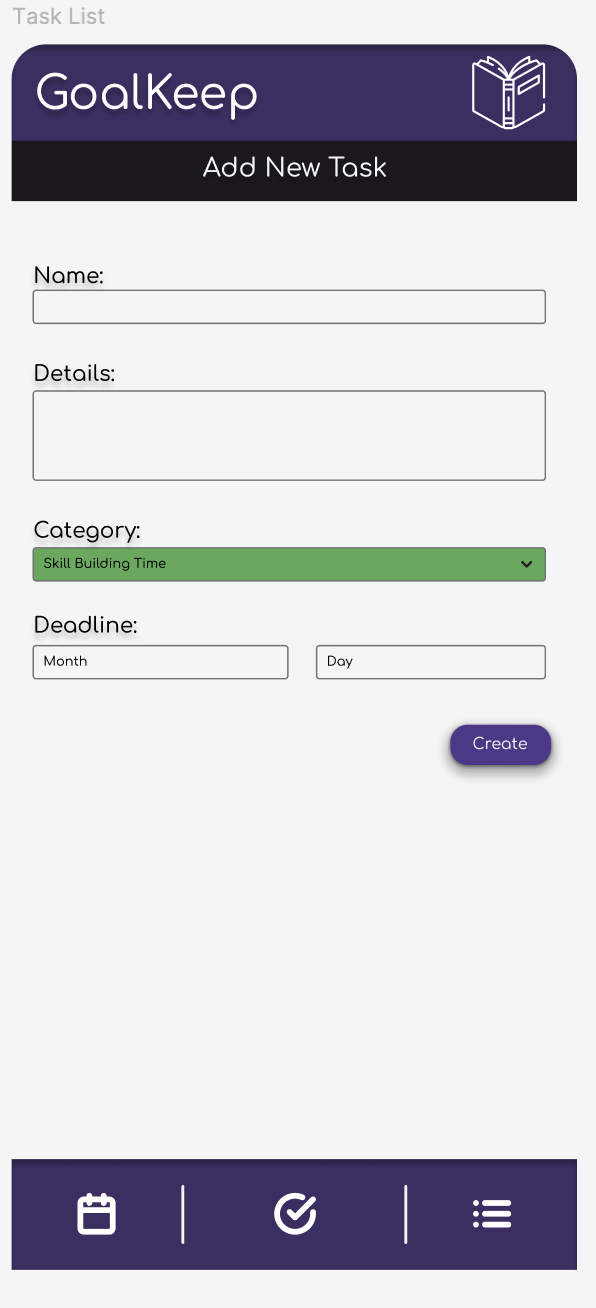 Task List
GoalKeep
Add New Task
Name:
Details:
Category:
Skill Building Time
Deadline:
Month Day
Create